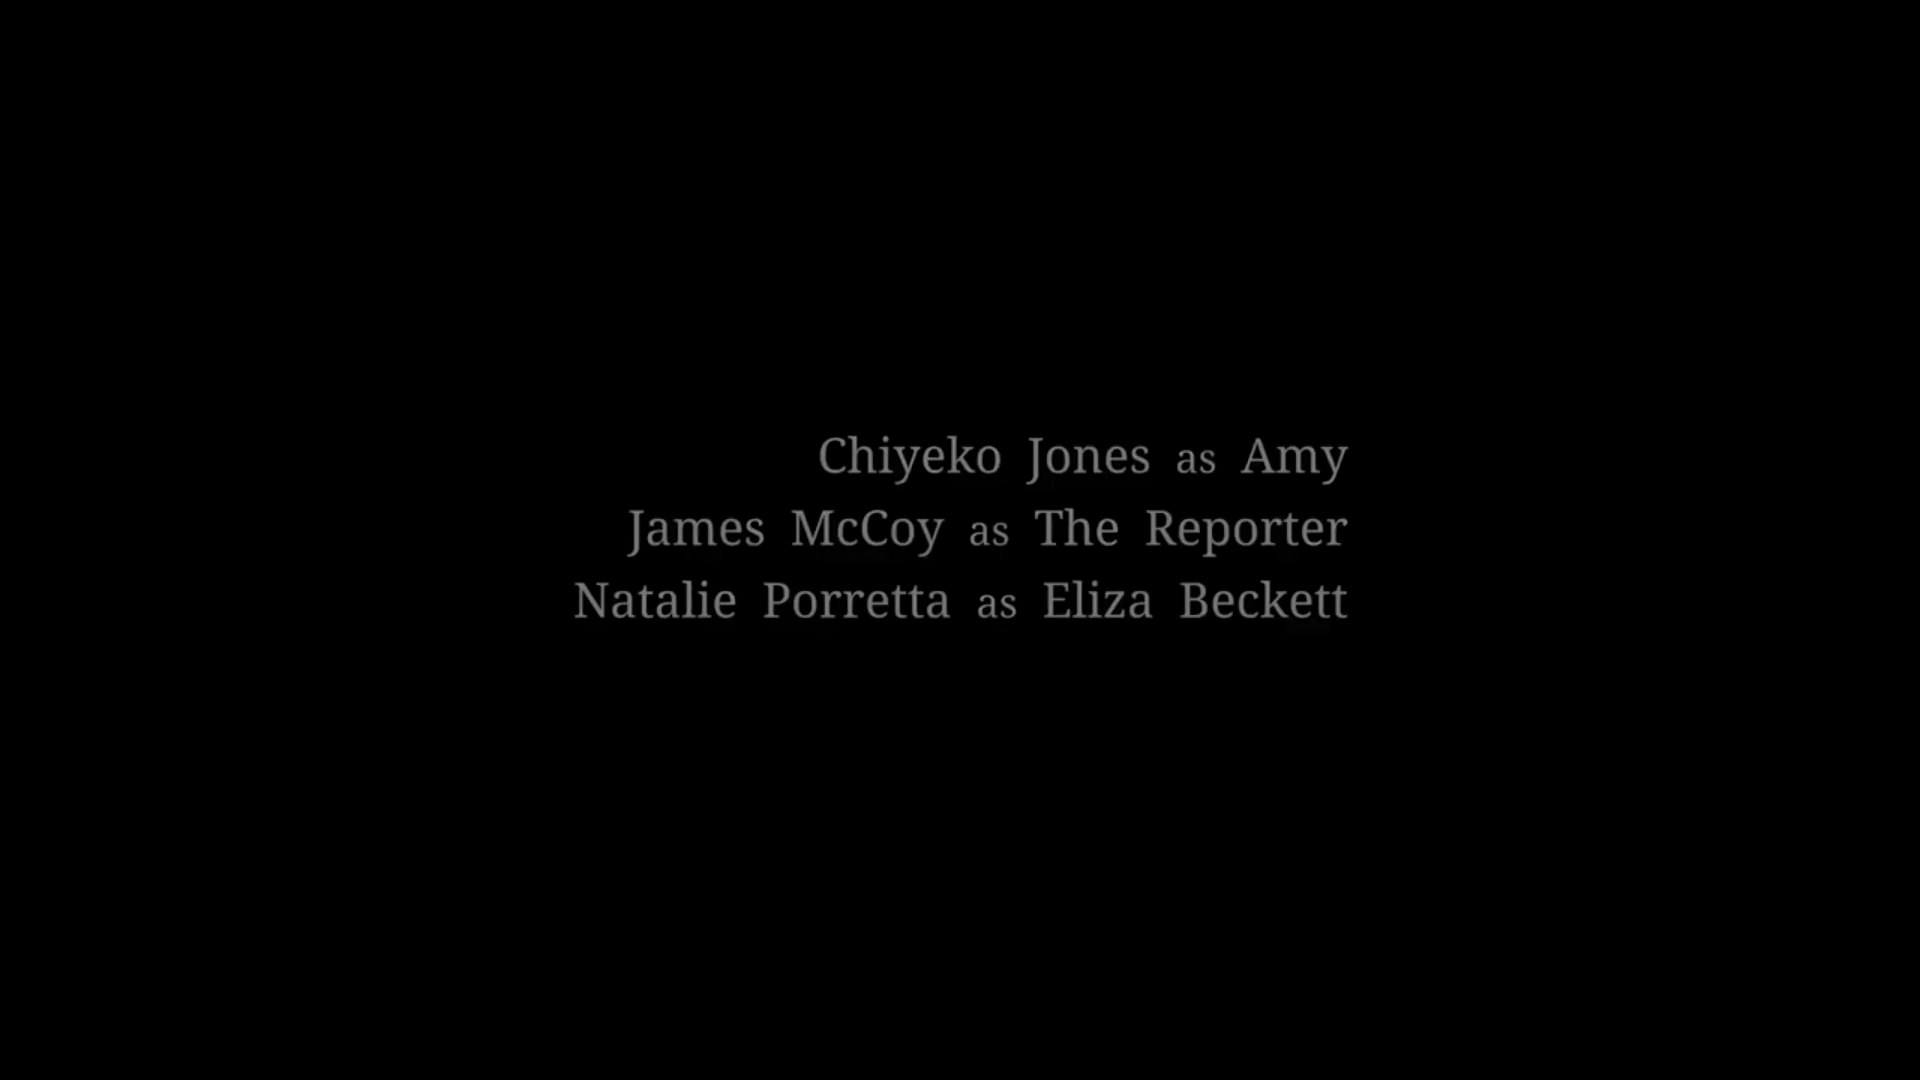 Chiyeko Jones as Amy
James McCoy as The Reporter
Natalie Porretta as Eliza Beckett